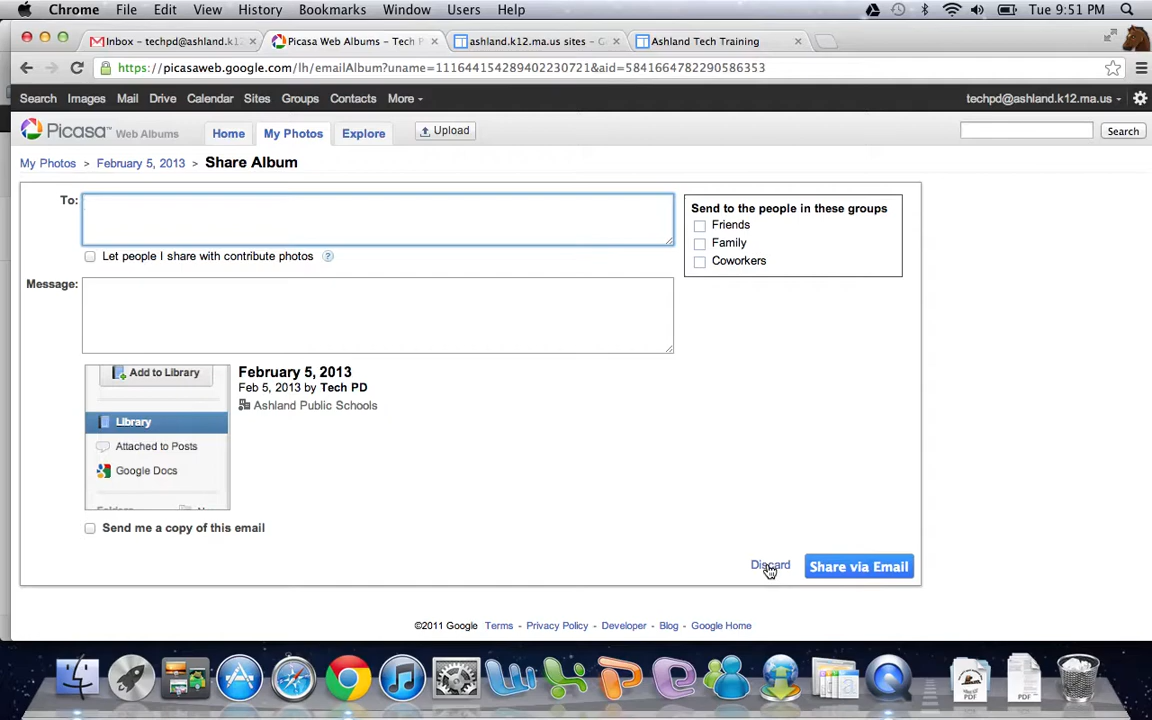 Chrome File Edit View History Bookmarks Window Users Help Tue 9:51 PM
Inbox – techpd@ashland.k1 Picasa Web Albums – Tech P ashland.k12.ma.us sites – G Ashland Tech Training
https://picasaweb.google.com/lh/emailAlbum?uname=111644154289402230721&aid=5841664782290586353
Search Images Mail Drive Calendar Sites Groups Contacts More techpd@ashland.k12.ma.us
Picasa™ Web Albums Home My Photos Explore Upload Search
My Photos > February 5, 2013 > Share Album
To:
Send to the people in these groups
Friends
Family
Coworkers
Let people I share with contribute photos ?
Message:
Add to Library
Library
Attached to Posts
Google Docs
February 5, 2013
Feb 5, 2013 by Tech PD
Ashland Public Schools
Send me a copy of this email
Discard Share via Email
©2011 Google Terms - Privacy Policy - Developer - Blog - Google Home
PDF